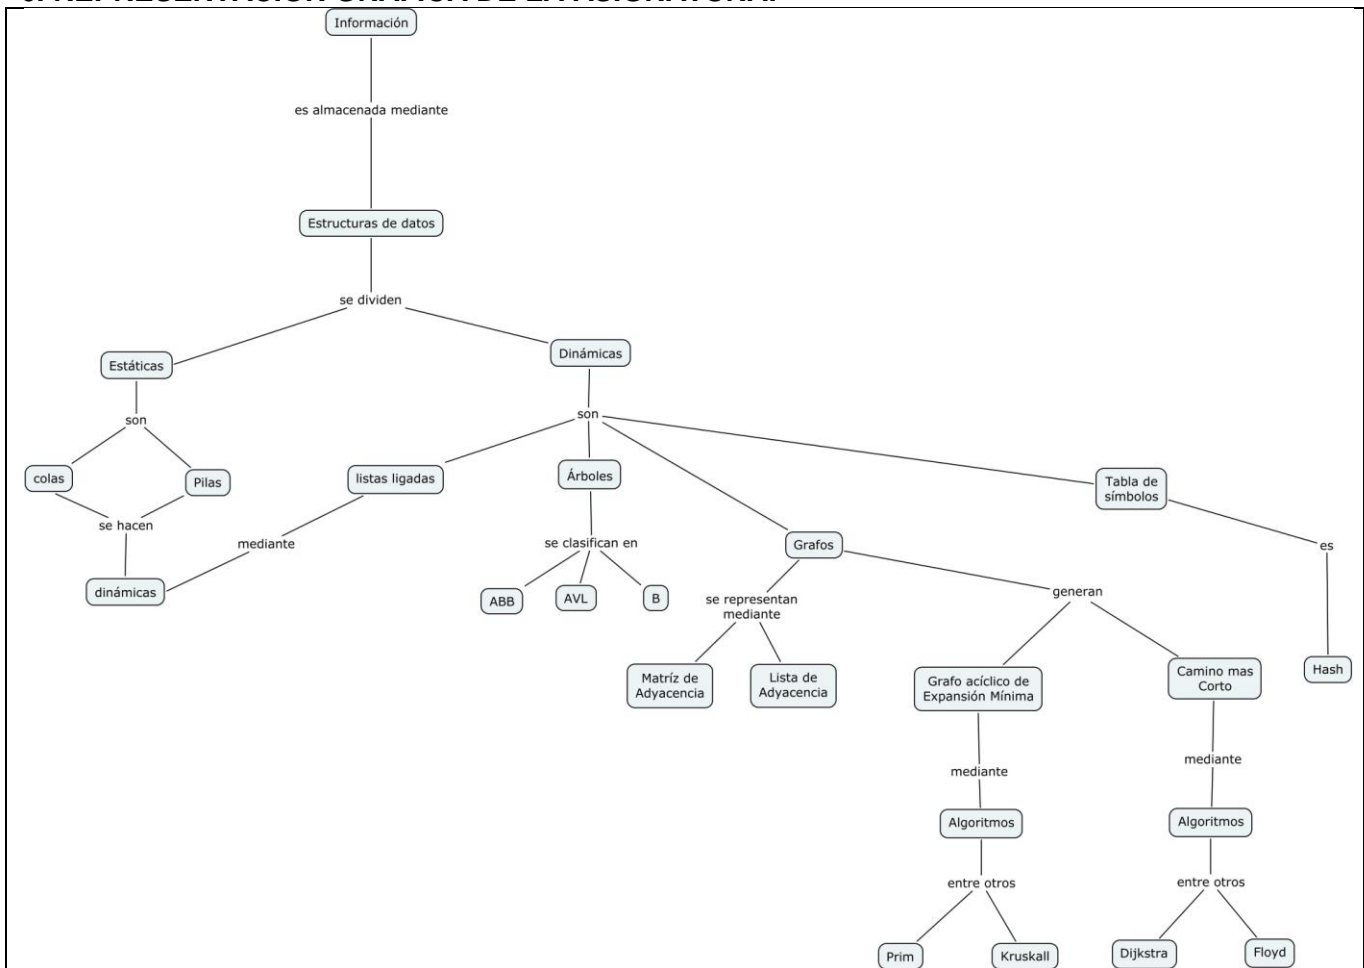 Información
es almacenada mediante
Estructuras de datos
se dividen
Estáticas
Dinámicas
son
son
colas
Pilas
listas ligadas
Árboles
Tabla de
símbolos
se hacen
mediante
se clasifican en
Grafos
es
dinámicas
ABB
AVL
B
se representan
mediante
generan
Matríz de
Adyacencia
Lista de
Adyacencia
Grafo acíclico de
Expansión Mínima
Camino mas
Corto
Hash
mediante
mediante
Algoritmos
Algoritmos
entre otros
entre otros
Prim
Kruskall
Dijkstra
Floyd